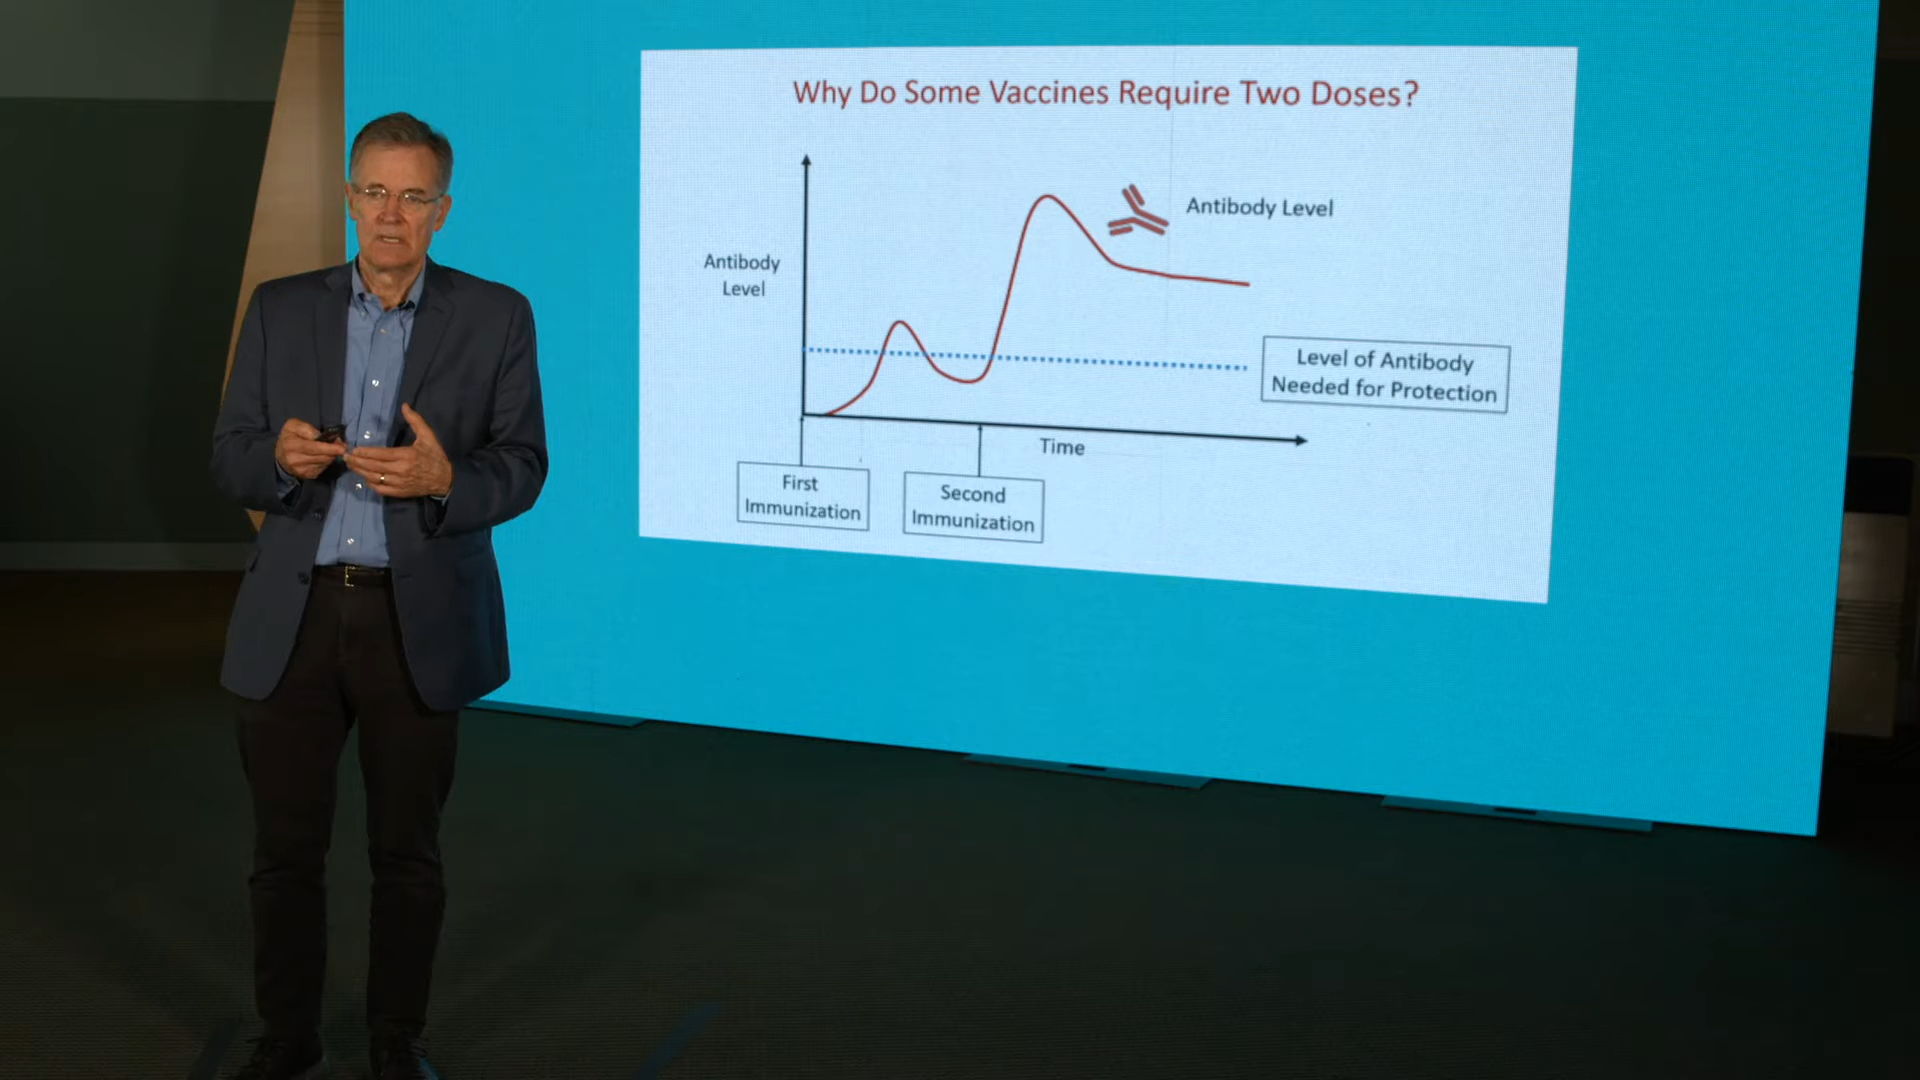 Why Do Some Vaccines Require Two Doses?
Antibody Level
Antibody
Level
Level of Antibody
Needed for Protection
Time
First
Immunization
Second
Immunization